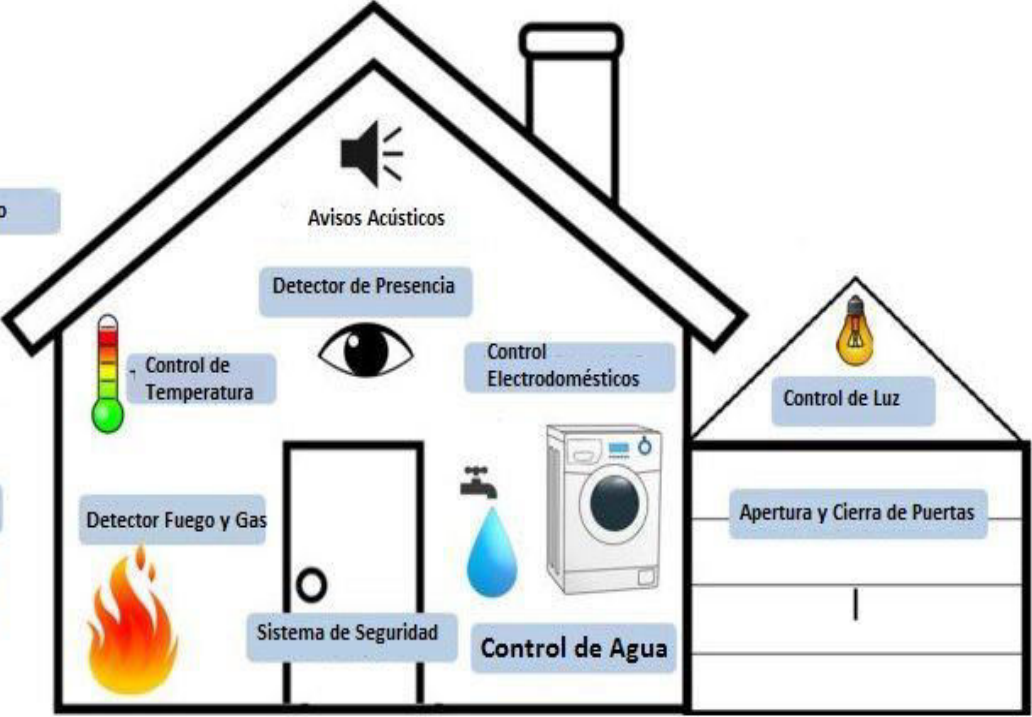 Avisos Acústicos
Detector de Presencia
Control de
Temperatura
Control
Electrodomésticos
Control de Luz
Detector Fuego y Gas
Apertura y Cierra de Puertas
Sistema de Seguridad
Control de Agua